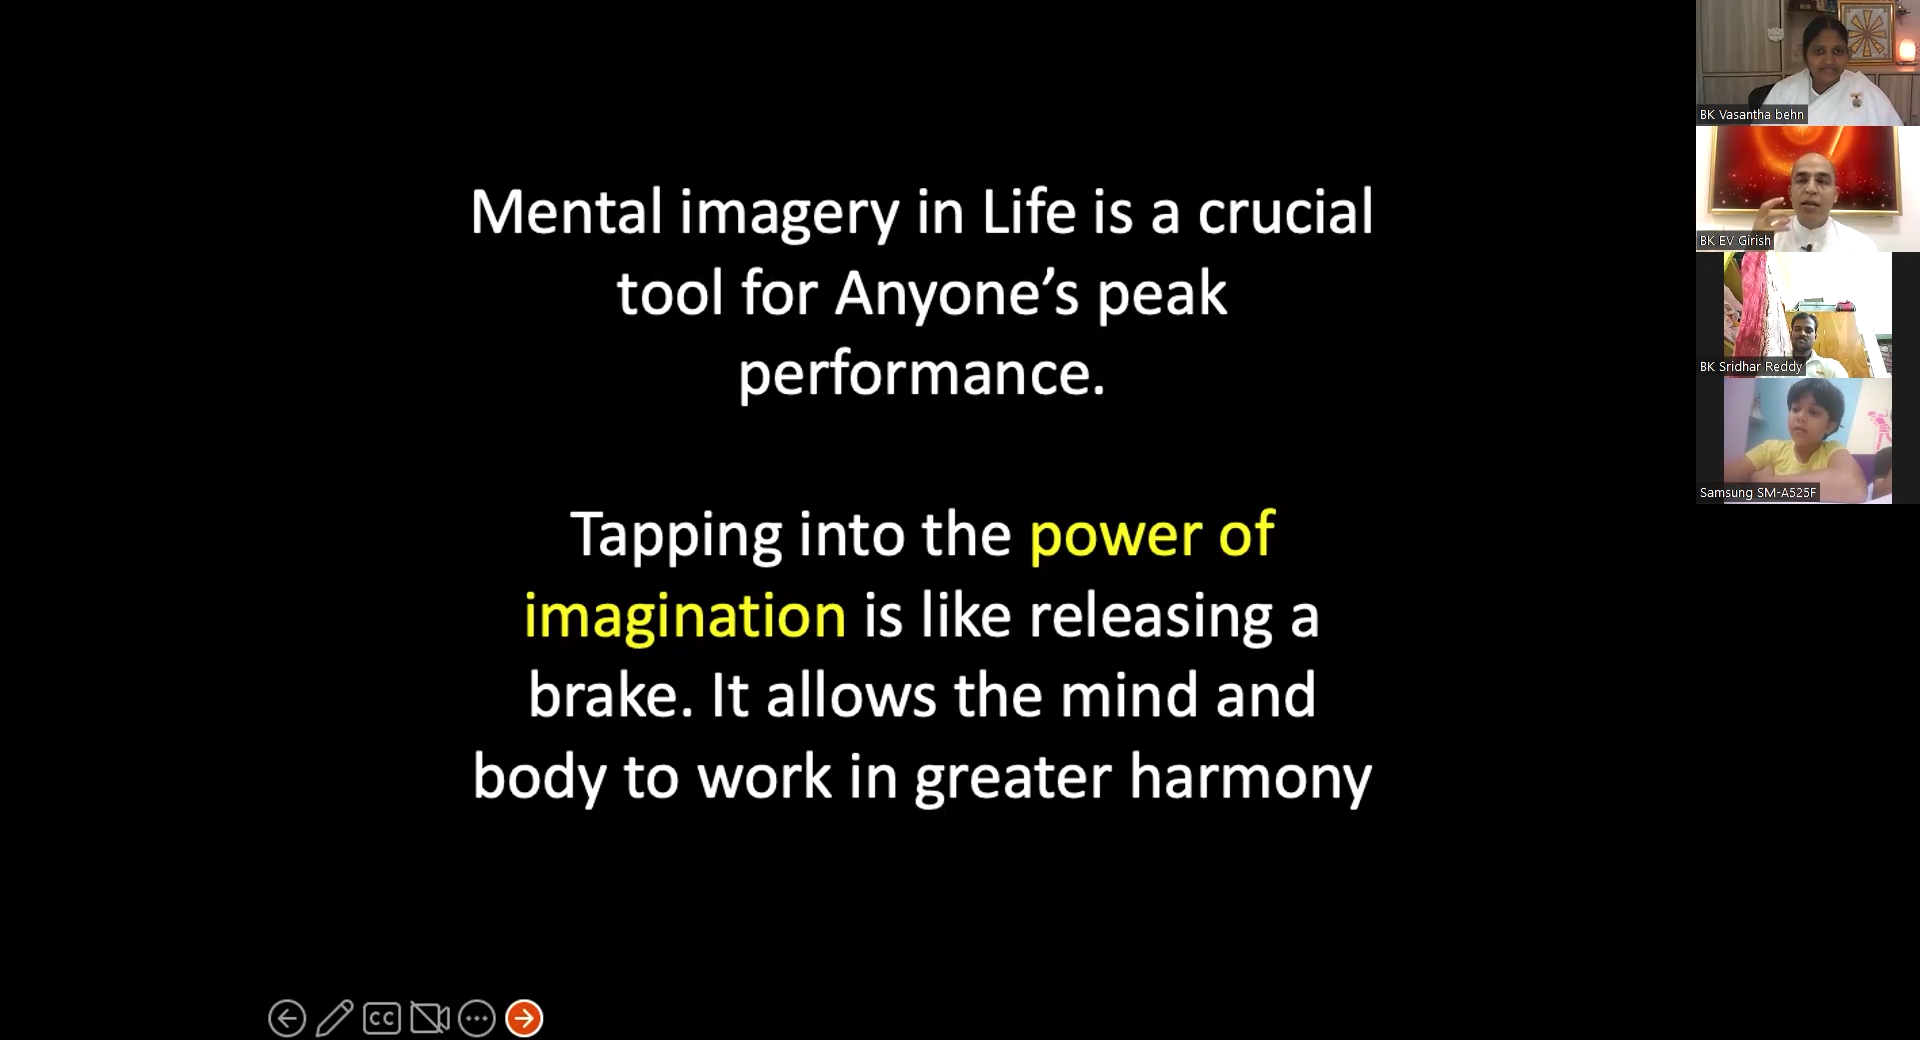 Mental imagery in Life is a crucial
tool for Anyone’s peak
performance.
Tapping into the power of
imagination is like releasing a
brake. It allows the mind and
body to work in greater harmony
BK Vasantha behn
BK EV Girish
BK Sridhar Reddy
Samsung SM-A525F
CC